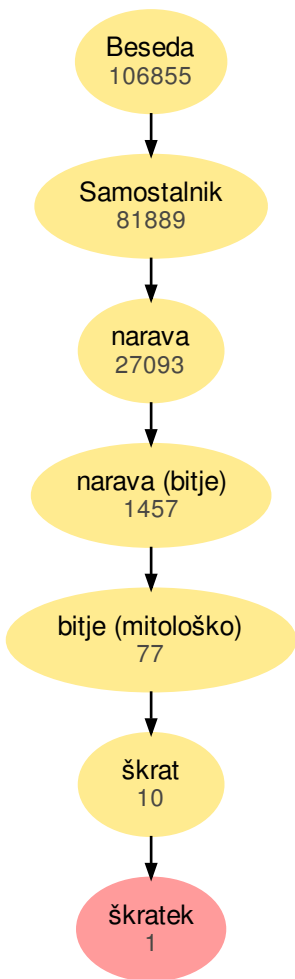 Beseda
106855
Samostalnik
81889
narava
27093
narava (bitje)
1457
bitje (mitološko)
77
škrat
10
škratek
1